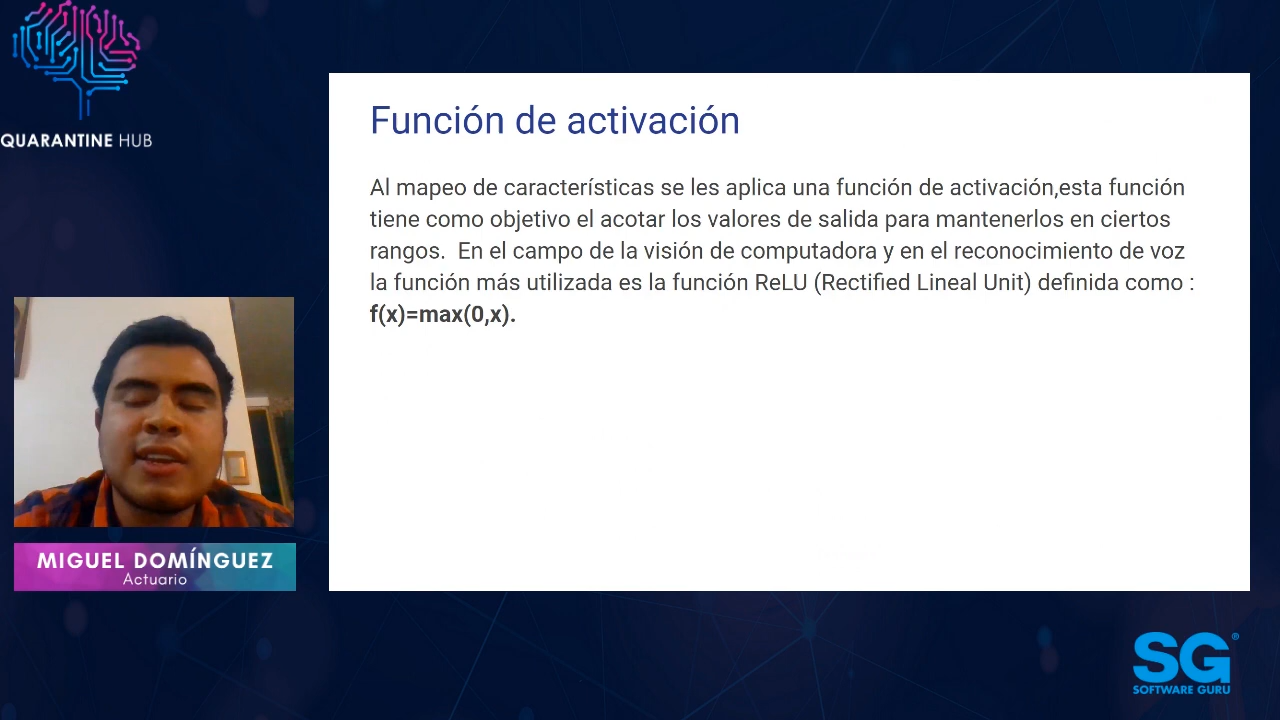 QUARANTINE HUB
Función de activación
Al mapeo de características se les aplica una función de activación,esta función
tiene como objetivo el acotar los valores de salida para mantenerlos en ciertos
rangos.  En el campo de la visión de computadora y en el reconocimiento de voz
la función más utilizada es la función ReLU (Rectified Lineal Unit) definida como :
f(x)=max(0,x).
MIGUEL DOMÍNGUEZ
Actuario
SG®
SOFTWARE GURU